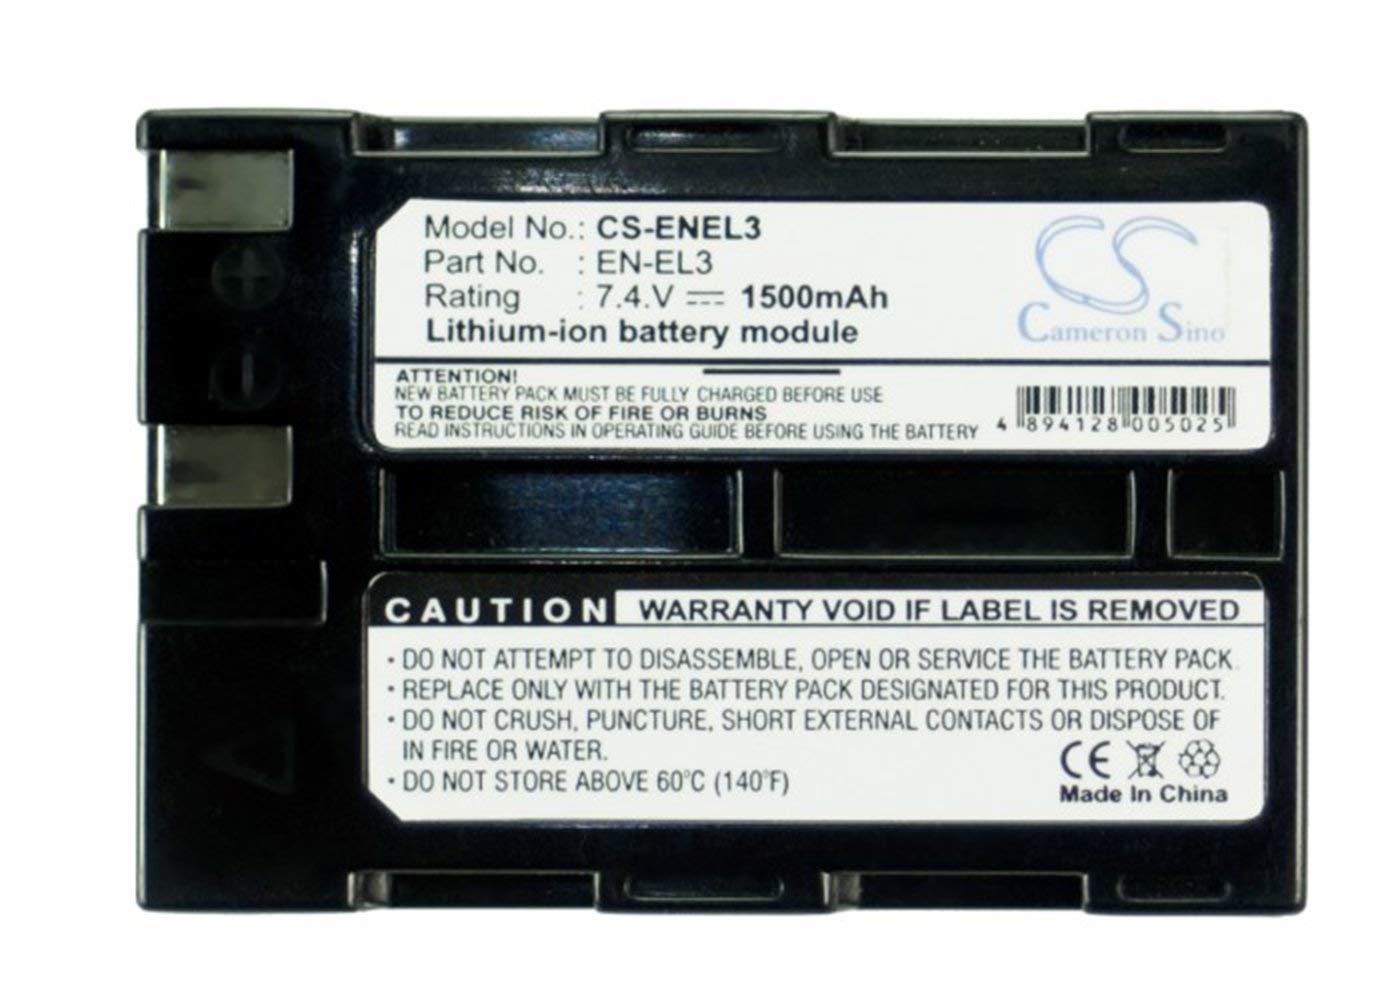 Model No.: CS-ENEL3
Part No. : EN-EL3
Rating : 7.4.V 1500mAh
Lithium-ion battery module
CS
Cameron Sino
ATTENTION!
NEW BATTERY PACK MUST BE FULLY CHARGED BEFORE USE
TO REDUCE RISK OF FIRE OR BURNS
READ INSTRUCTIONS IN OPERATING GUIDE BEFORE USING THE BATTERY
4 894128 005025
CAUTION WARRANTY VOID IF LABEL IS REMOVED
· DO NOT ATTEMPT TO DISASSEMBLE, OPEN OR SERVICE THE BATTERY PACK.
· REPLACE ONLY WITH THE BATTERY PACK DESIGNATED FOR THIS PRODUCT.
· DO NOT CRUSH, PUNCTURE, SHORT EXTERNAL CONTACTS OR DISPOSE OF
IN FIRE OR WATER.
· DO NOT STORE ABOVE 60°C (140°F)
CE
Made In China